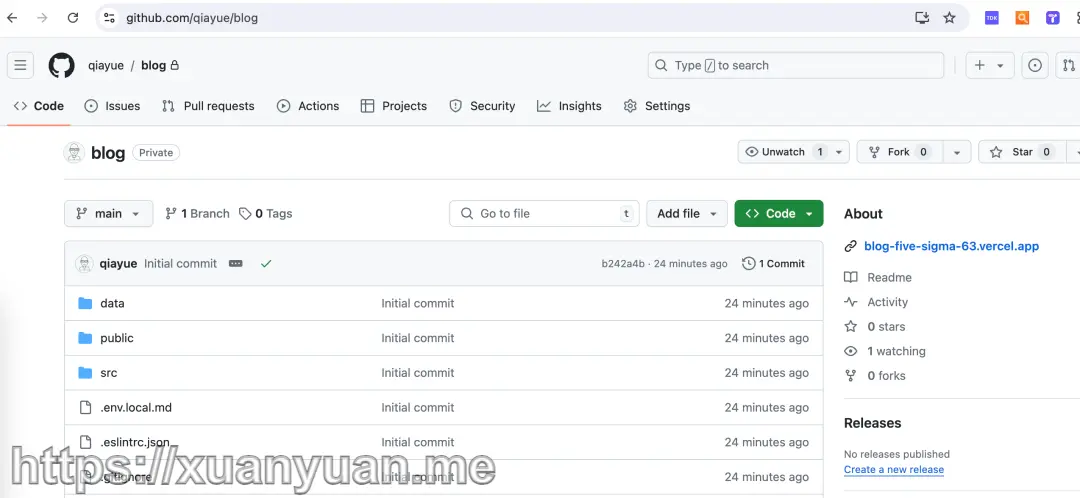 github.com/qiayue/blog
TDK
qiayue / blog
Type / to search
Code Issues Pull requests Actions Projects Security Insights Settings
blog Private
Unwatch 1 Fork 0 Star 0
main 1 Branch 0 Tags
Go to file t Add file Code
About
qiayue Initial commit b242a4b · 24 minutes ago 1 Commit
blog-five-sigma-63.vercel.app
data Initial commit 24 minutes ago
Readme
public Initial commit 24 minutes ago
Activity
0 stars
src Initial commit 24 minutes ago
1 watching
0 forks
.env.local.md Initial commit 24 minutes ago
.eslintrc.json Initial commit 24 minutes ago
Releases
No releases published
Create a new release
.gitignore Initial commit 24 minutes ago
https://xuanyuan.me